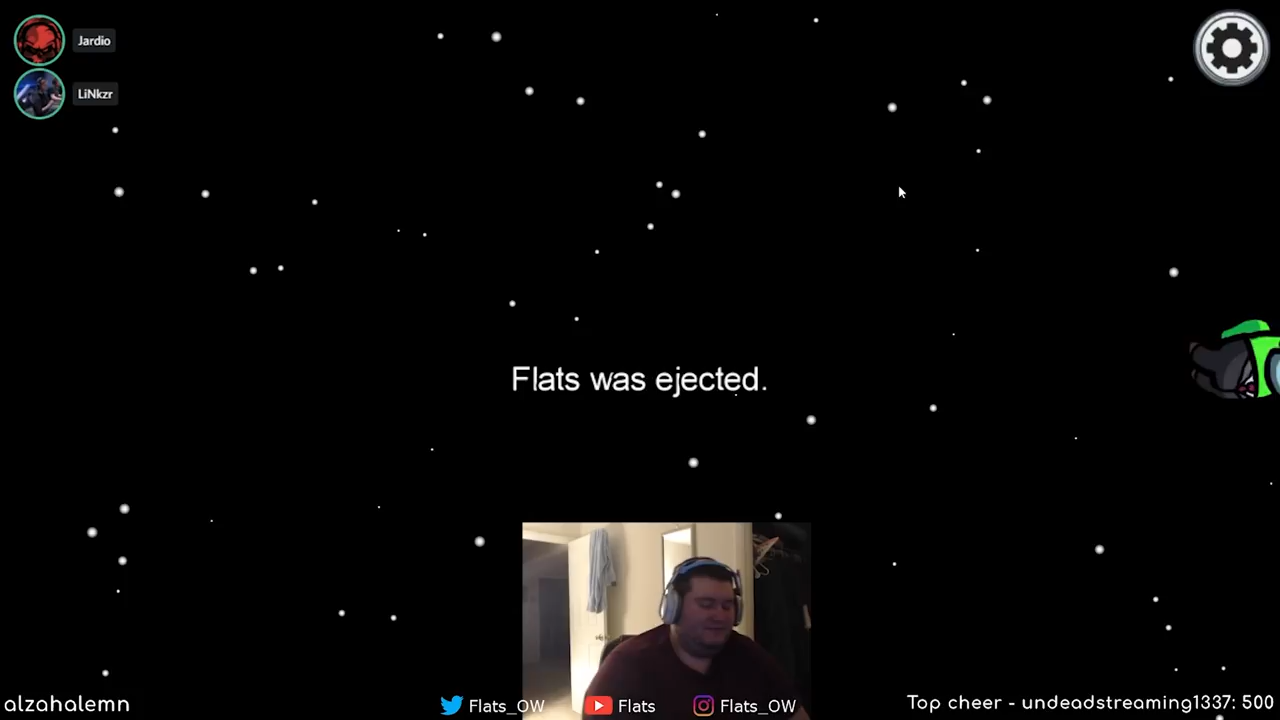 Jardio
LiNkzr
Flats was ejected.
alzahalemn
Flats_OW
Flats
Flats_OW
Top cheer - undeadstreaming1337: 500